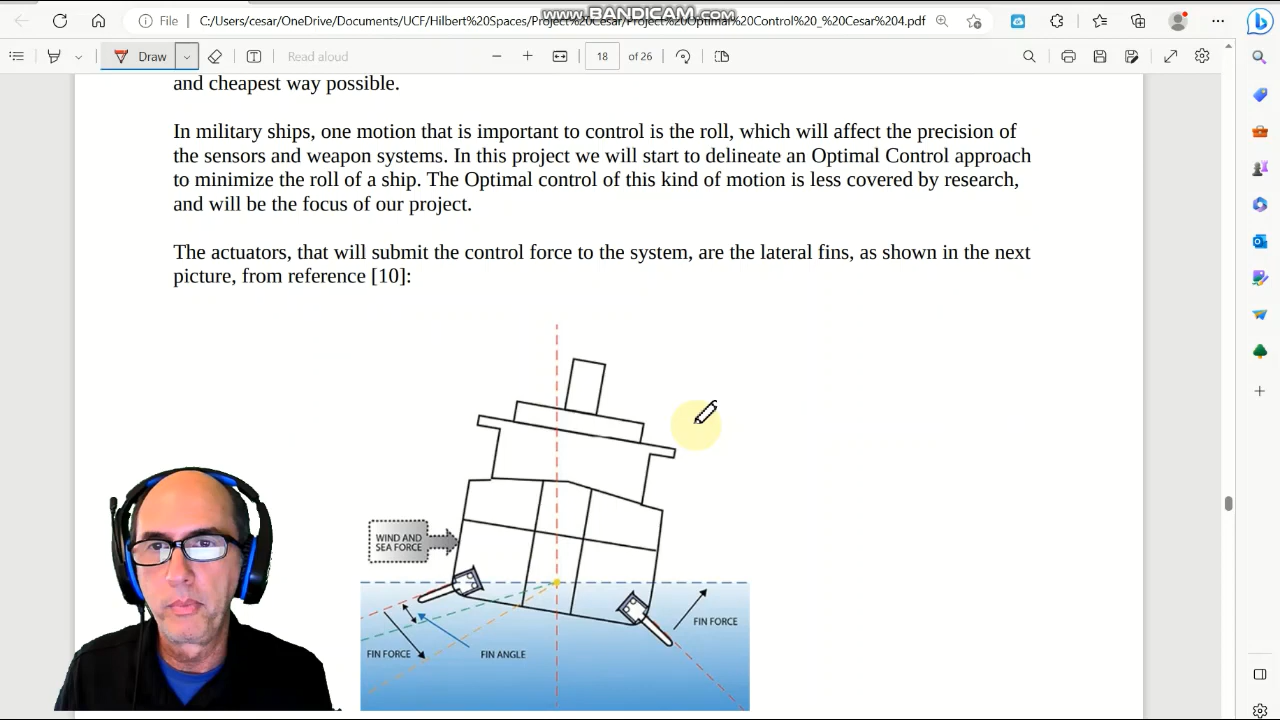 www.BANDICAM.com
File
C:/Users/cesar/OneDrive/Documents/UCF/Hilbert%20Spaces/Project%20Cesar/Project%20Optimal%20Control%20_%20Cesar%204.pdf
Draw
Read aloud
18 of 26
and cheapest way possible.
In military ships, one motion that is important to control is the roll, which will affect the precision of
the sensors and weapon systems. In this project we will start to delineate an Optimal Control approach
to minimize the roll of a ship. The Optimal control of this kind of motion is less covered by research,
and will be the focus of our project.
The actuators, that will submit the control force to the system, are the lateral fins, as shown in the next
picture, from reference [10]:
WIND AND
SEA FORCE
FIN FORCE
FIN FORCE
FIN ANGLE